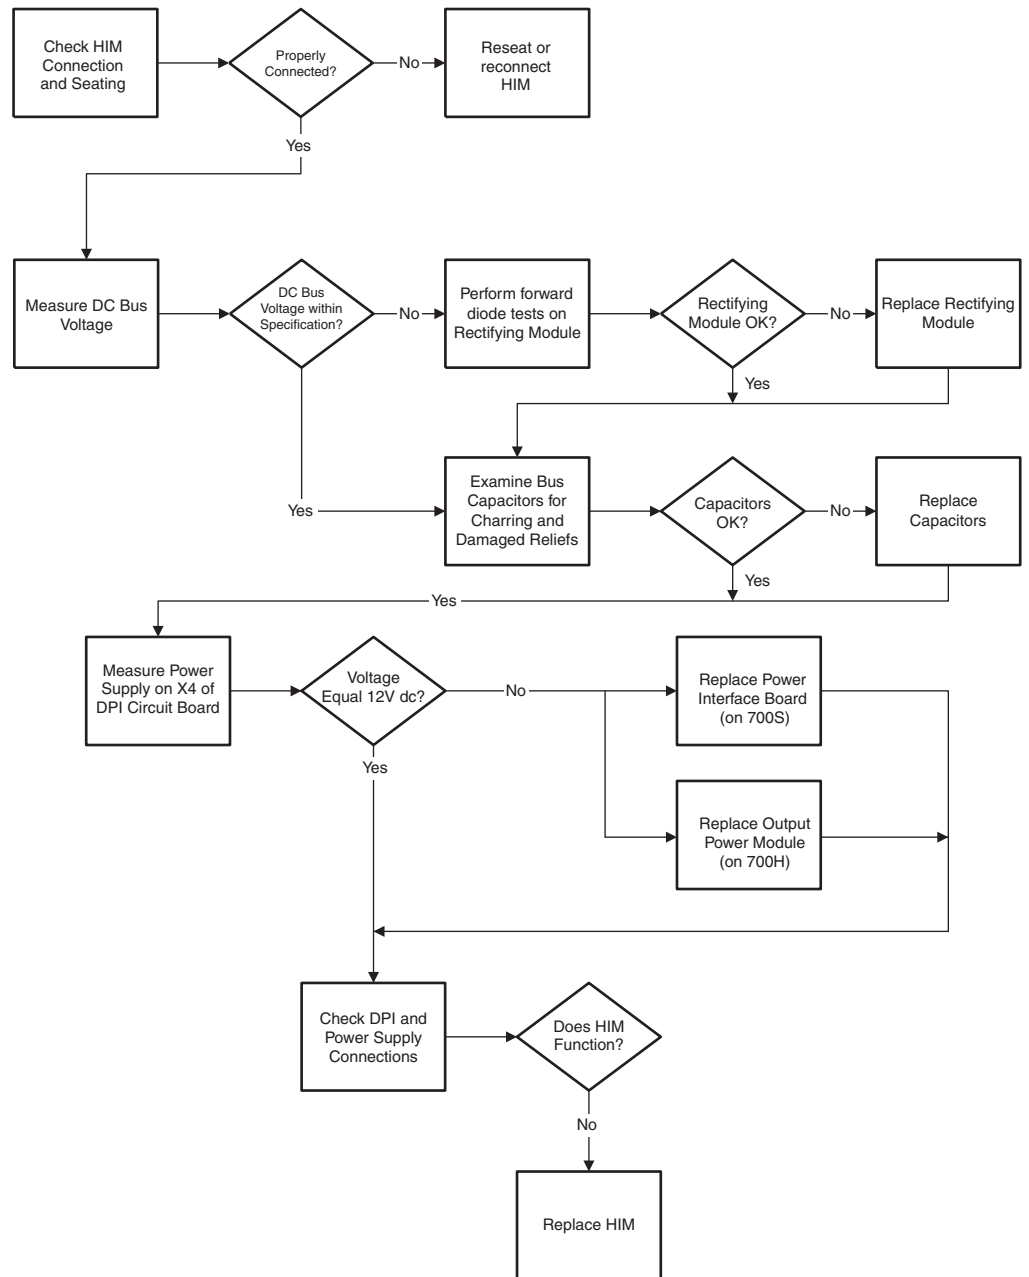 Check HIM
Connection
and Seating
Properly
Connected?
No
Reseat or
reconnect
HIM
Yes
Measure DC Bus
Voltage
DC Bus
Voltage within
Specification?
No
Perform forward
diode tests on
Rectifying Module
Rectifying
Module OK?
No
Replace Rectifying
Module
Yes
Yes
Examine Bus
Capacitors for
Charring and
Damaged Reliefs
Capacitors
OK?
No
Replace
Capacitors
Yes
Yes
Measure Power
Supply on X4 of
DPI Circuit Board
Voltage
Equal 12V dc?
No
Replace Power
Interface Board
(on 700S)
Yes
Replace Output
Power Module
(on 700H)
Check DPI and
Power Supply
Connections
Does HIM
Function?
No
Replace HIM